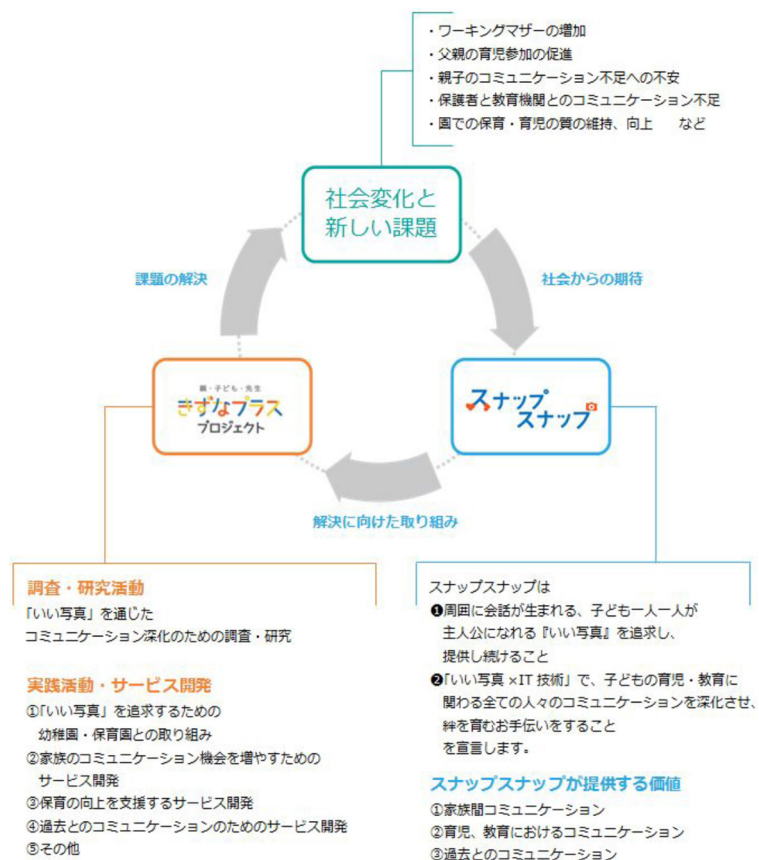 ・ワーキングマザーの増加
・父親の育児参加の促進
・親子のコミュニケーション不足への不安
・保護者と教育機関とのコミュニケーション不足
・園での保育・育児の質の維持、向上　など
社会変化と
新しい課題
課題の解決
社会からの期待
親・子ども・先生
きずなプラス
プロジェクト
スナップ
スナップ
解決に向けた取り組み
調査・研究活動
「いい写真」を通じた
コミュニケーション深化のための調査・研究
実践活動・サービス開発
①「いい写真」を追求するための
幼稚園・保育園との取り組み
②家族のコミュニケーション機会を増やすための
サービス開発
③保育の向上を支援するサービス開発
④過去とのコミュニケーションのためのサービス開発
⑤その他
スナップスナップは
❶周囲に会話が生まれる、子ども一人一人が
主人公になれる『いい写真』を追求し、
提供し続けること
❷「いい写真×IT技術」で、子どもの育児・教育に
関わる全ての人々のコミュニケーションを深化させ、
絆を育むお手伝いをすること
を宣言します。
スナップスナップが提供する価値
①家族間コミュニケーション
②育児、教育におけるコミュニケーション
③過去とのコミュニケーション